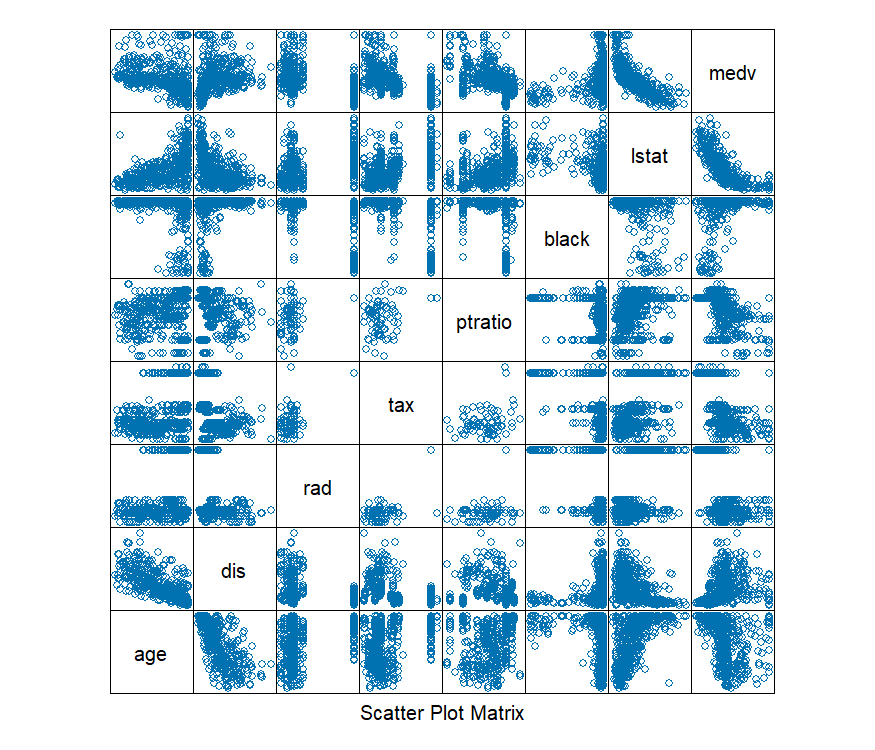 medv
lstat
black
ptratio
tax
rad
dis
age
Scatter Plot Matrix